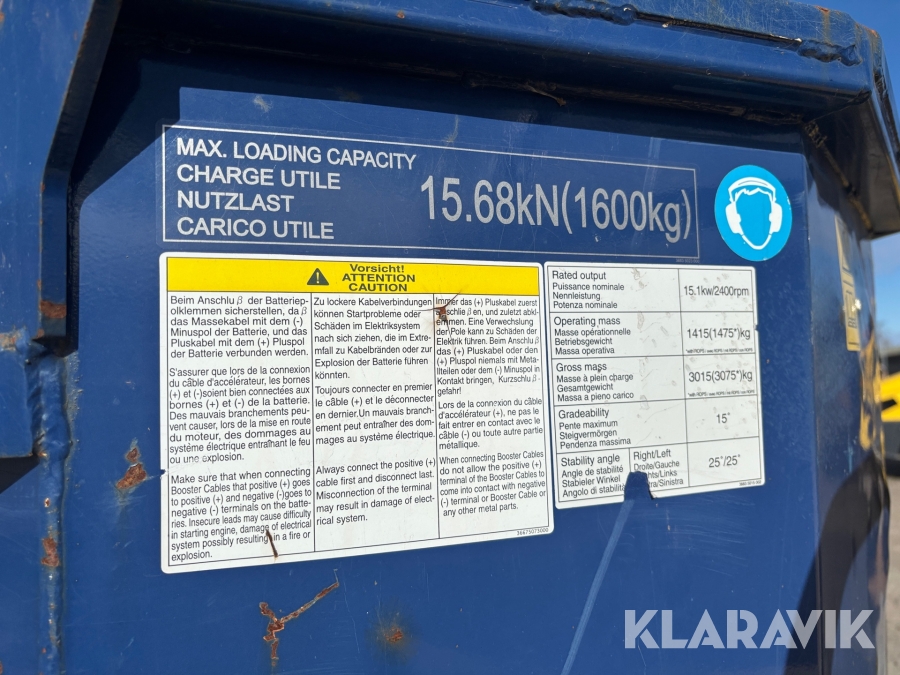 MAX. LOADING CAPACITY
CHARGE UTILE
NUTZLAST
CARICO UTILE
15.68kN(1600kg)
Vorsicht!
ATTENTION
CAUTION
Beim Anschluβ der Batteriep-
olklemmen sicherstellen, daβ
das Massekabel mit dem (-)
Minuspol der Batterie, und das
Pluskabel mit dem (+) Pluspol
der Batterie verbunden werden.
S'assurer que lors de la connexion
du câble d'accélérateur, les bornes
(+) et (-)soient bien connectées aux
bornes (+) et (-) de la batterie.
Des mauvais branchements peu-
vent causer, lors de la mise en route
du moteur, des dommages au
système électrique entraînant le feu
ou une explosion.
Make sure that when connecting
Booster Cables that positive (+) goes
to positive (+) and negative (-)goes to
negative (-) terminals on the batte-
ries. Insecure leads may cause difficulty
in starting engine, damage of electrical
system possibly resulting in a fire or
explosion.
Zu lockere Kabelverbindungen
können Startprobleme oder
Schäden im Elektriksystem
nach sich ziehen, die im Extre-
mfall zu Kabelbränden oder zur
Explosion der Batterie führen
könnten.
Toujours connecter en premier
le câble (+) et le déconnecter
en dernier.Un mauvais branch-
ement peut entraîner des dom-
mages au systéme électrique.
Always connect the positive (+)
cable first and disconnect last.
Misconnection of the terminal
may result in damage of elect-
rical system.
Immer das (+) Pluskabel zuerst
anschlieβen, und zuletzt abkl-
emmen. Eine Verwechslung
der Pole kann zu Schäden der
Elektrik führen. Beim Anschluβ
das (+) Pluskabel oder den
(+) Pluspol niemals mit Meta-
llteilen oder dem (-) Minuspol in
Kontact bringen, Kurzschluβ-
gefahr!
Lors de la connexion du câble
d'accélérateur (+), ne pas le
fait entrer en contact avec le
câble (-) ou toute autre partie
métallique.
When connecting Booster Cables
do not allow the positive (+)
terminal of the Booster Cable to
come into contact with negative
(-) terminal or Booster Cable or
any other metal parts.
36675075000
Rated output
Puissance nominale
Nennleistung
Potenza nominale
15.1kw/2400rpm
Operating mass
Masse opérationnelle
Betriebsgewicht
Massa operativa
1415(1475*)kg
Gross mass
Masse à plein charge
Gesamtgewicht
Massa a pieno carico
3015(3075*)kg
Gradeability
Pente maximum
Steigvermörgen
Pendenza massima
15°
Stability angle
Angle de stabilité
Stabieler Winkel
Angolo di stabilità
Right/Left
Droite/Gauche
Rechts/Links
Destra/Sinistra
25°/25°
KLARAVIK